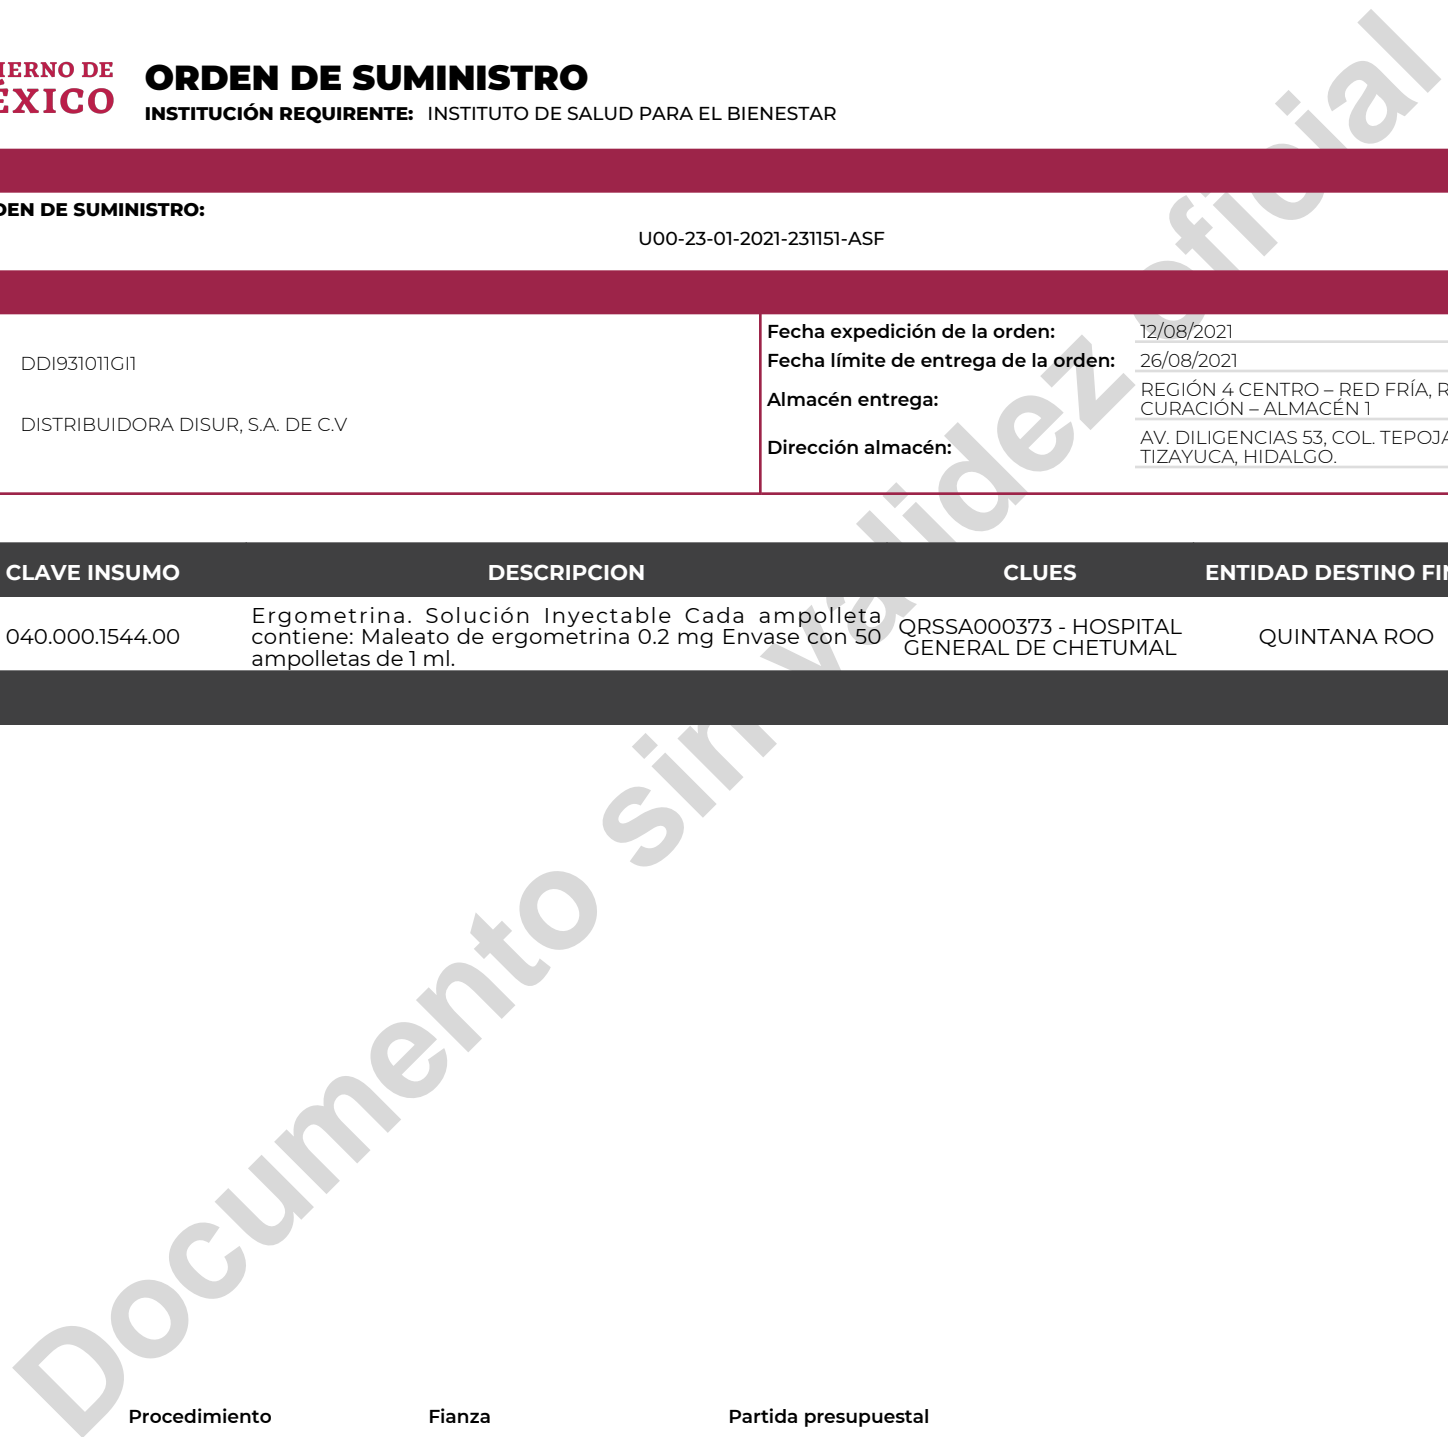 ORDEN DE SUMINISTRO
INSTITUCIÓN REQUIRENTE: INSTITUTO DE SALUD PARA EL BIENESTAR
DE
DE SUMINISTRO:
U00-23-01-2021-231151-ASF
DDI931011GI1
DISTRIBUIDORA DISUR, S.A. DE C.V
Fecha expedición de la orden: 12/08/2021
Fecha límite de entrega de la orden: 26/08/2021
Almacén entrega: REGIÓN 4 CENTRO – RED FRÍA,
CURACIÓN – ALMACÉN 1
Dirección almacén: AV. DILIGENCIAS 53, COL.
TIZAYUCA, HIDALGO.
CLAVE INSUMO DESCRIPCION CLUES ENTIDAD DESTINO
040.000.1544.00
Ergometrina. Solución Inyectable Cada ampolleta
contiene: Maleato de ergometrina 0.2 mg Envase con 50
ampolletas de 1 ml.
QRSSA000373 - HOSPITAL
GENERAL DE CHETUMAL
QUINTANA ROO
Documento sin validez oficial
Procedimiento Fianza Partida presupuestal